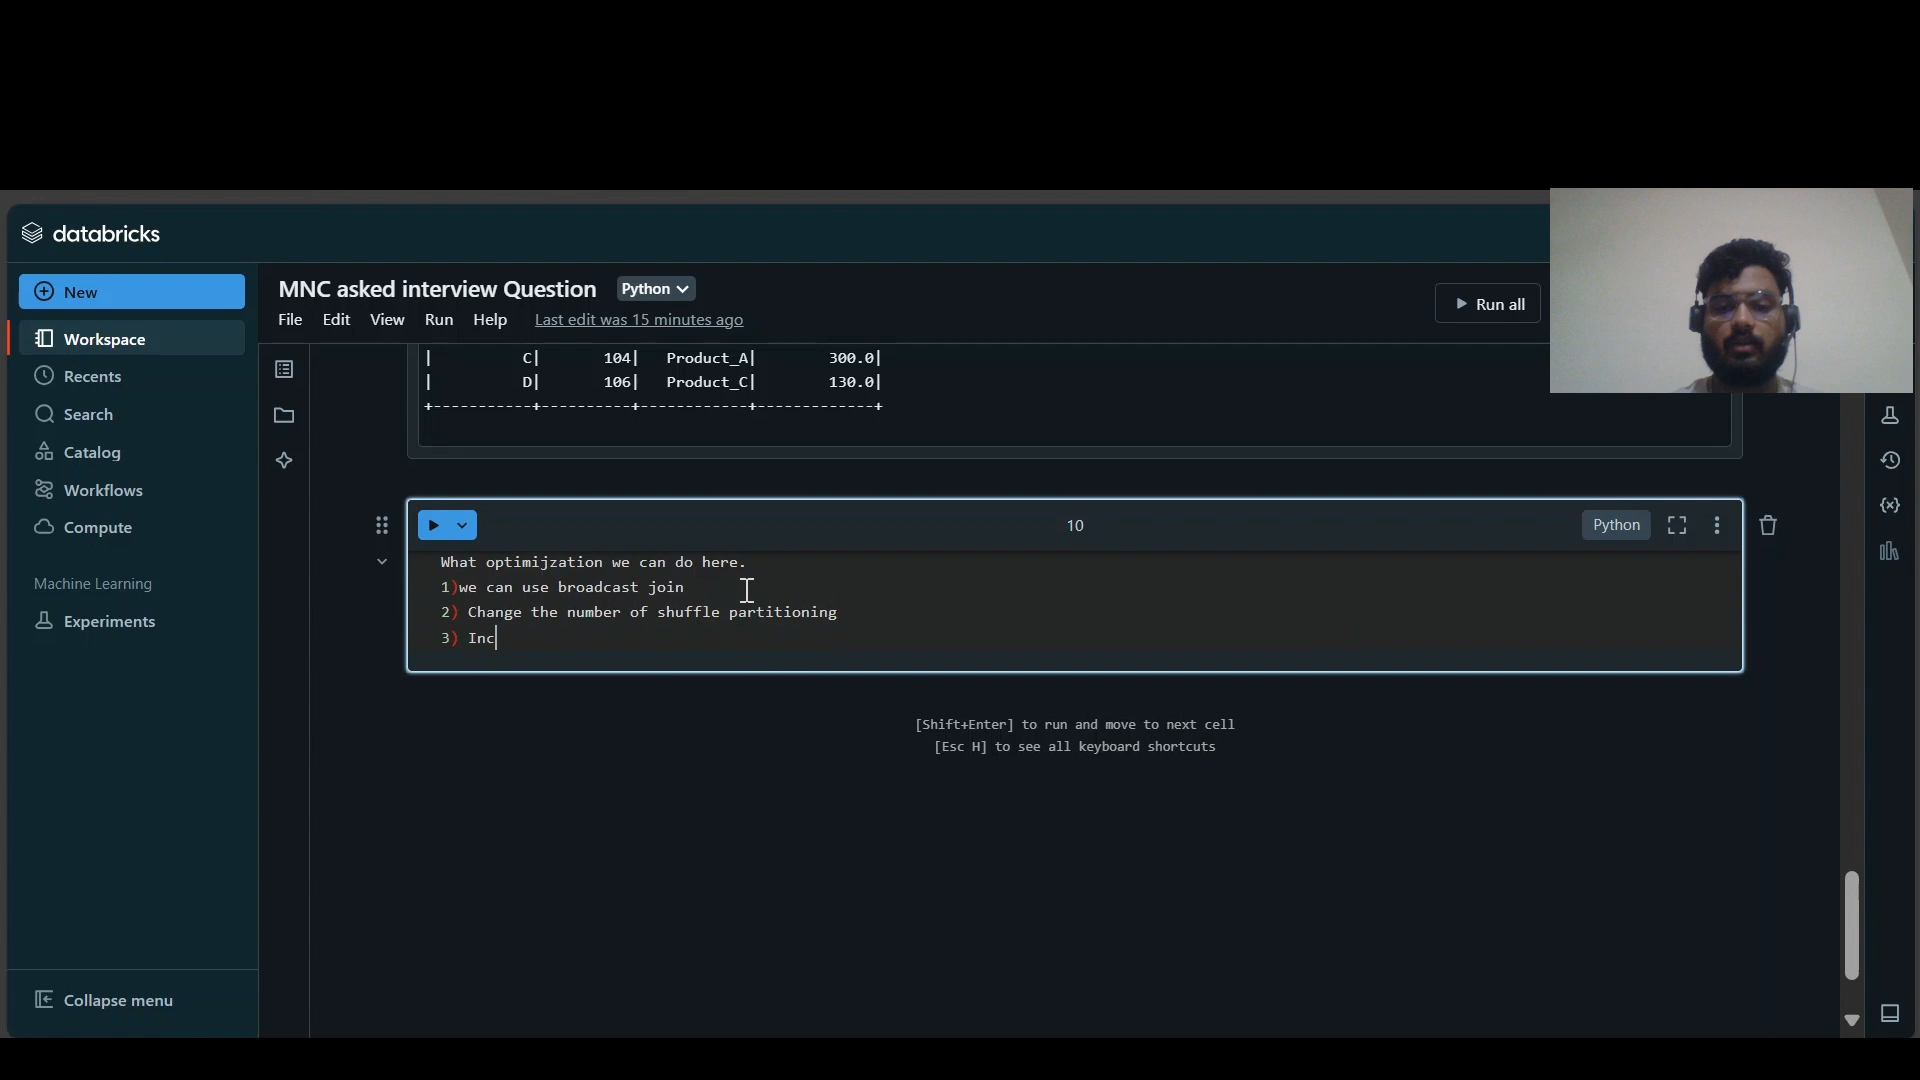 databricks
New
Workspace
Recents
Search
Catalog
Workflows
Compute
Machine Learning
Experiments
Collapse menu
MNC asked interview Question Python
File Edit View Run Help Last edit was 15 minutes ago
Run all
| C| 104| Product_A| 300.0|
| D| 106| Product_C| 130.0|
+-----------+----------+------------+-------------+
10
Python
What optimijzation we can do here.
1)we can use broadcast join
2) Change the number of shuffle partitioning
3) Inc
[Shift+Enter] to run and move to next cell
[Esc H] to see all keyboard shortcuts